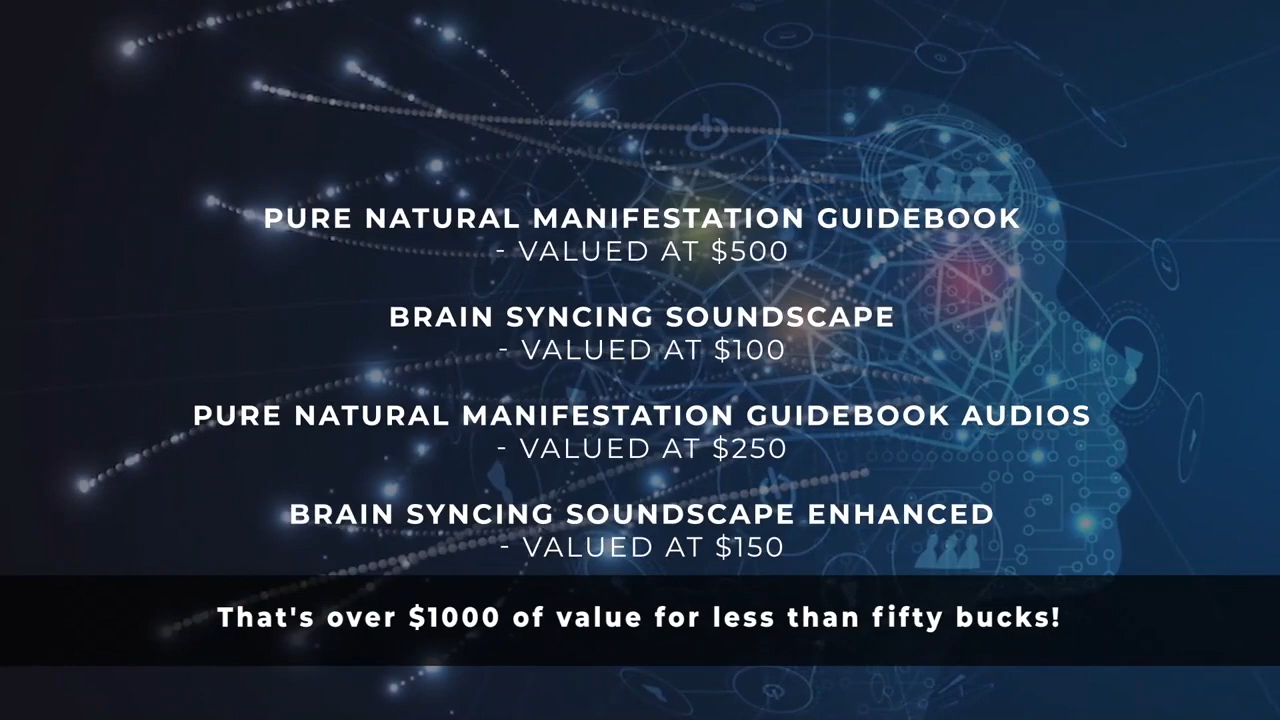 PURE NATURAL MANIFESTATION GUIDEBOOK
- VALUED AT $500
BRAIN SYNCING SOUNDSCAPE
- VALUED AT $100
PURE NATURAL MANIFESTATION GUIDEBOOK AUDIOS
- VALUED AT $250
BRAIN SYNCING SOUNDSCAPE ENHANCED
- VALUED AT $150
That's over $1000 of value for less than fifty bucks!